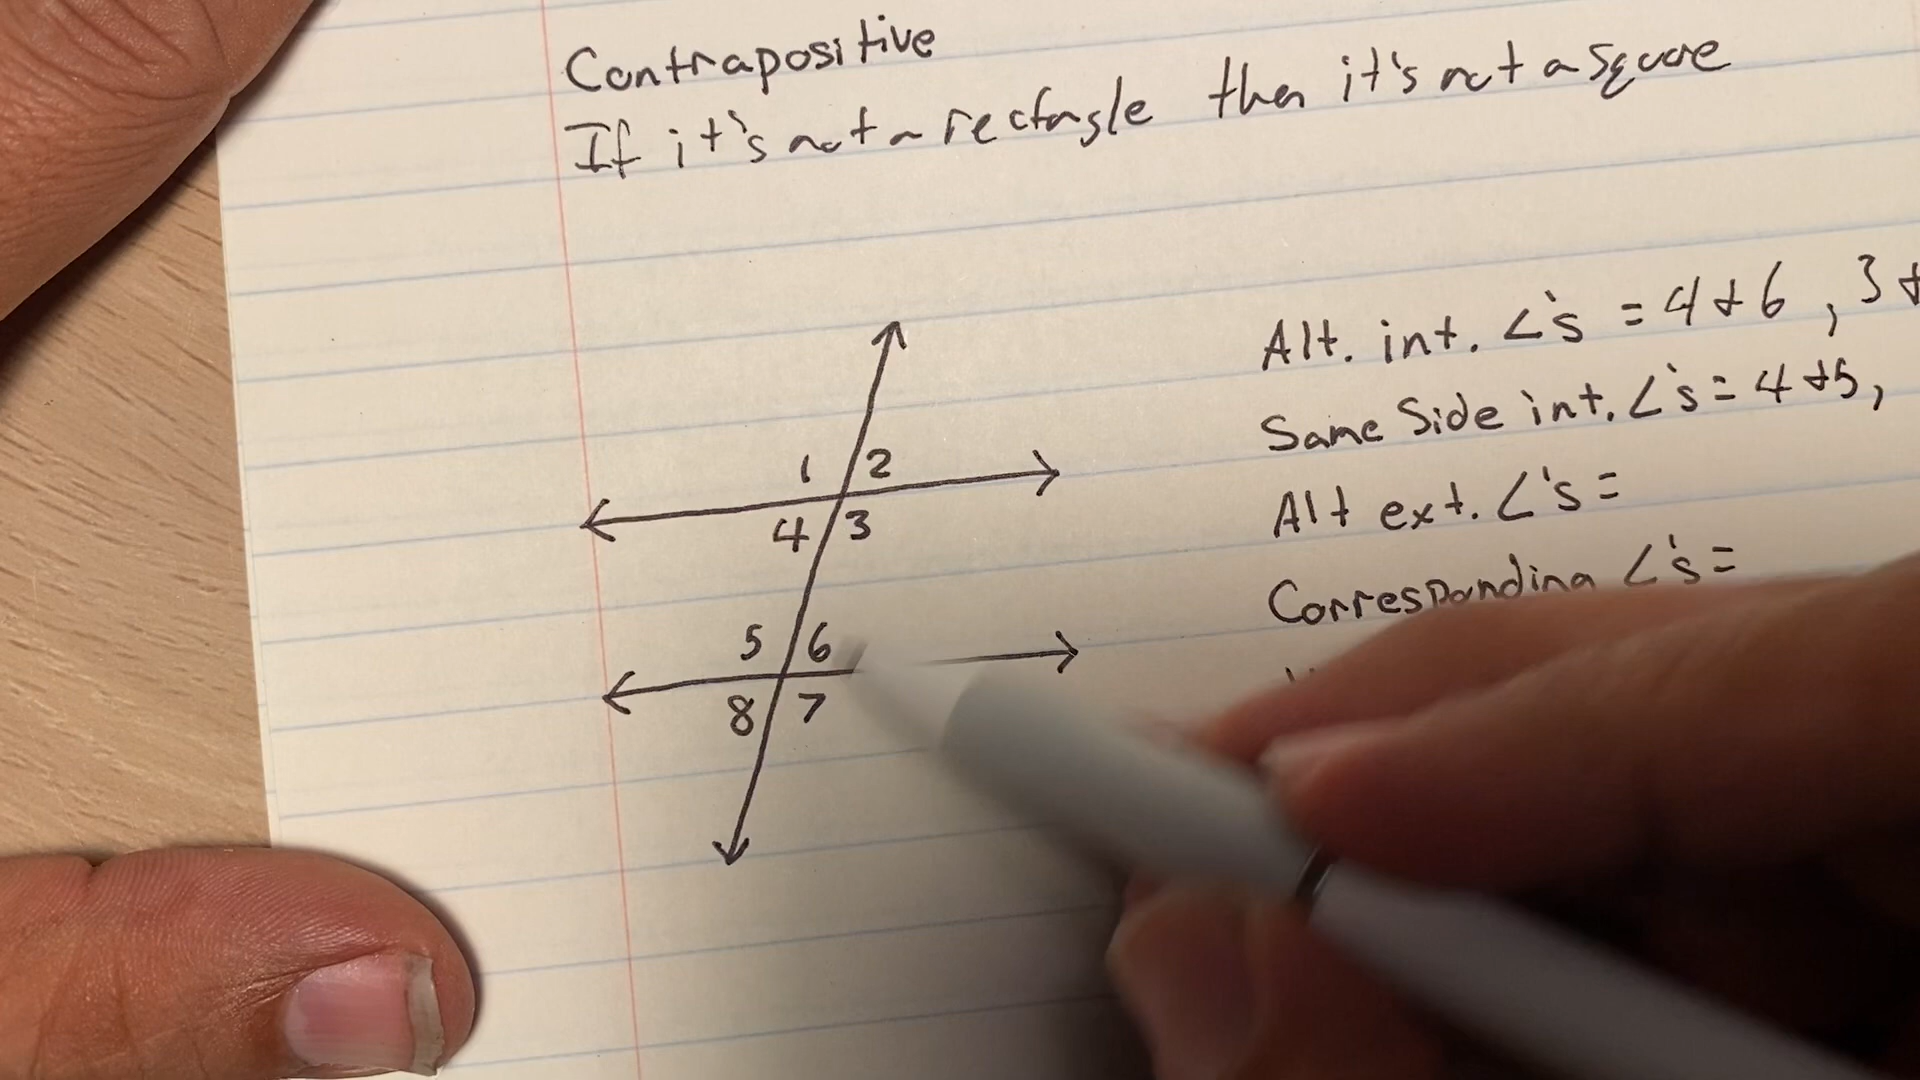 Contrapositive
If it's not a rectangle then it's not a square
1 2
4 3
5 6
8 7
Alt. int. ∠'s = 4 & 6 , 3 &
Same Side int. ∠'s = 4 & 5,
Alt ext. ∠'s =
Corresponding ∠'s =